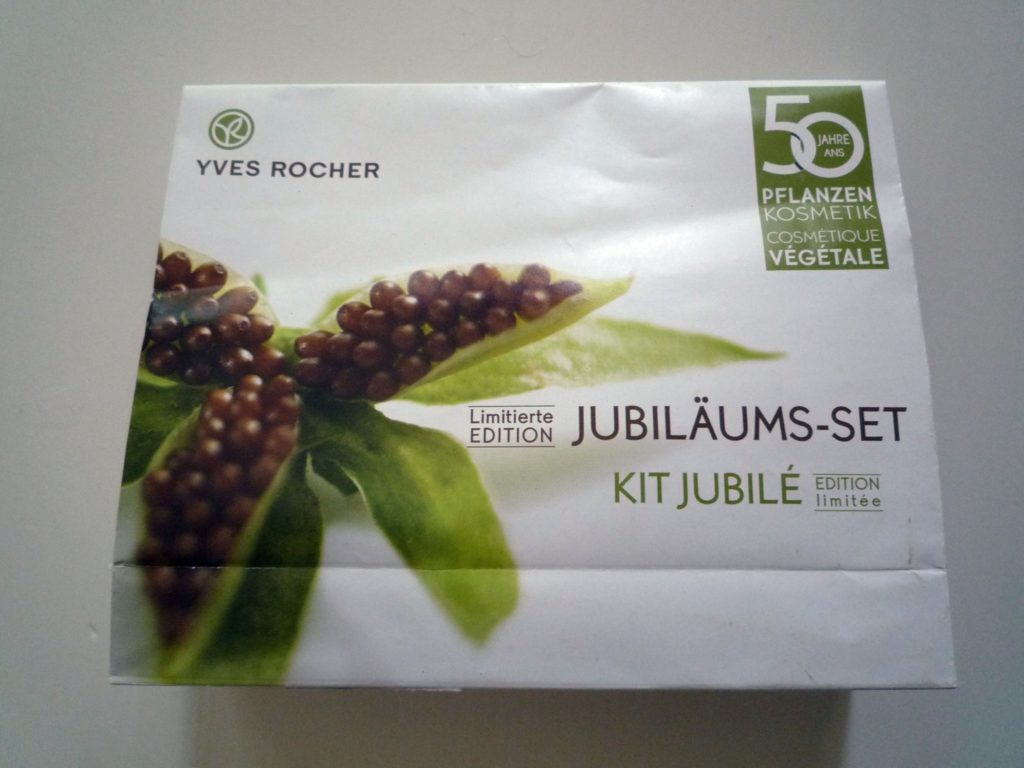 YVES ROCHER
50
JAHRE
ANS
PFLANZEN
KOSMETIK
COSMÉTIQUE
VÉGÉTALE
Limitierte
EDITION
JUBILÄUMS-SET
KIT JUBILÉ
EDITION
limitée